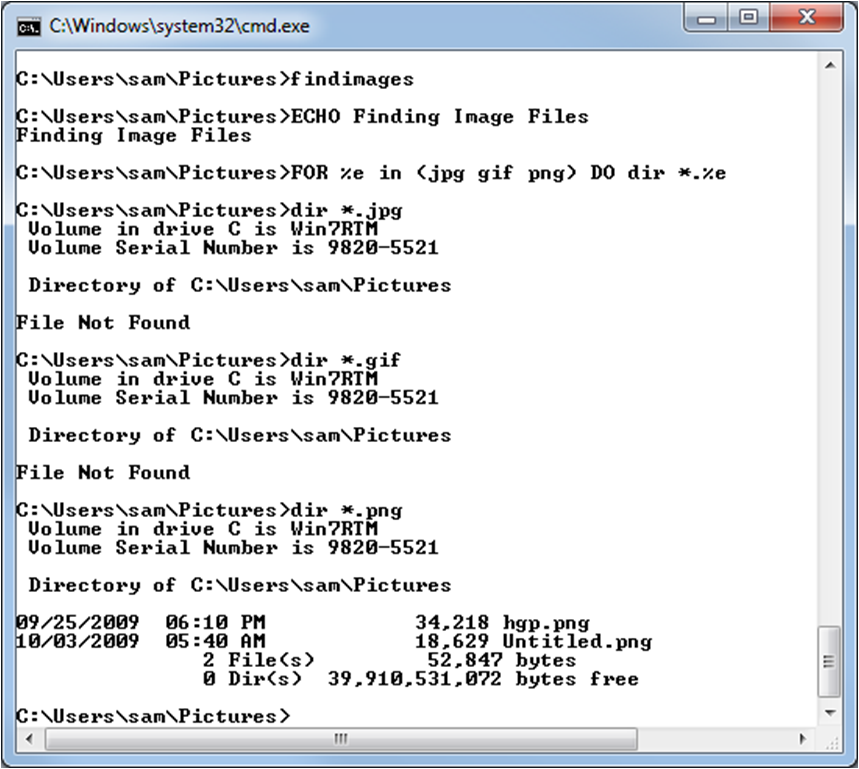 C:\Windows\system32\cmd.exe
C:\Users\sam\Pictures>findimages
C:\Users\sam\Pictures>ECHO Finding Image Files
Finding Image Files
C:\Users\sam\Pictures>FOR %e in (jpg gif png) DO dir *.%e
C:\Users\sam\Pictures>dir *.jpg
 Volume in drive C is Win7RTM
 Volume Serial Number is 9820-5521
 Directory of C:\Users\sam\Pictures
File Not Found
C:\Users\sam\Pictures>dir *.gif
 Volume in drive C is Win7RTM
 Volume Serial Number is 9820-5521
 Directory of C:\Users\sam\Pictures
File Not Found
C:\Users\sam\Pictures>dir *.png
 Volume in drive C is Win7RTM
 Volume Serial Number is 9820-5521
 Directory of C:\Users\sam\Pictures
09/25/2009  06:10 PM            34,218 hgp.png
10/03/2009  05:40 AM            18,629 Untitled.png
               2 File(s)         52,847 bytes
               0 Dir(s)  39,910,531,072 bytes free
C:\Users\sam\Pictures>